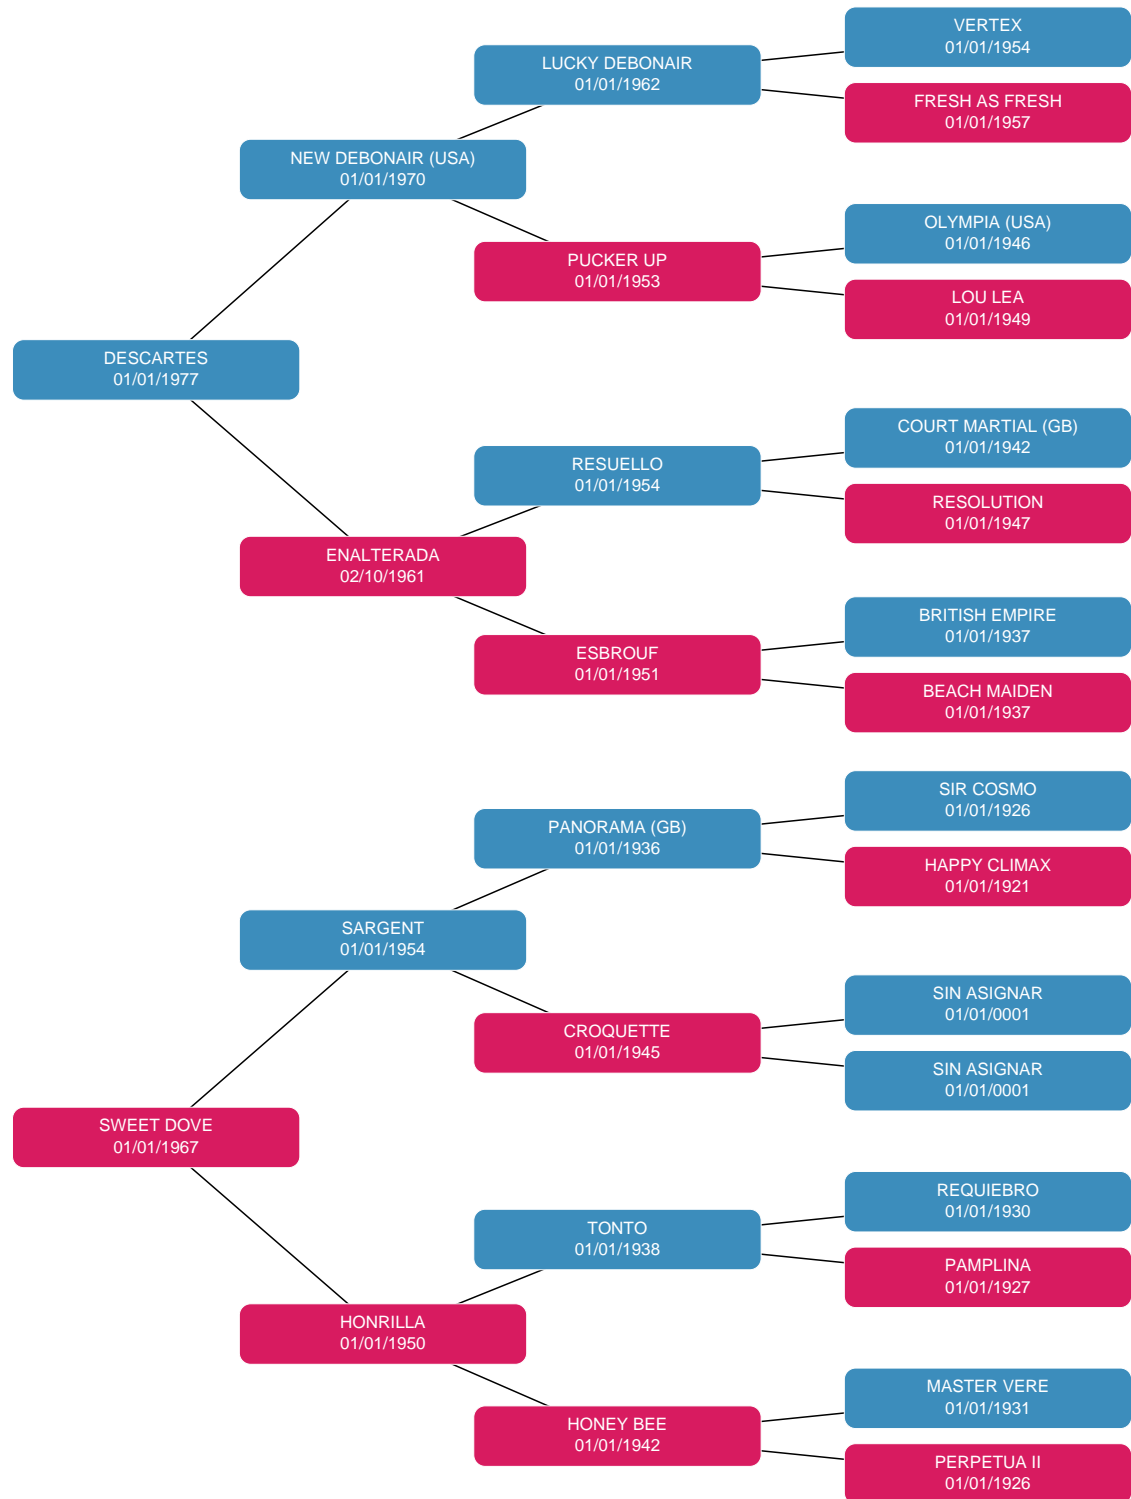 VERTEX
01/01/1954
LUCKY DEBONAIR
01/01/1962
FRESH AS FRESH
01/01/1957
NEW DEBONAIR (USA)
01/01/1970
OLYMPIA (USA)
01/01/1946
PUCKER UP
01/01/1953
LOU LEA
01/01/1949
DESCARTES
01/01/1977
COURT MARTIAL (GB)
01/01/1942
RESUELLO
01/01/1954
RESOLUTION
01/01/1947
ENALTERADA
02/10/1961
BRITISH EMPIRE
01/01/1937
ESBROUF
01/01/1951
BEACH MAIDEN
01/01/1937
SIR COSMO
01/01/1926
PANORAMA (GB)
01/01/1936
HAPPY CLIMAX
01/01/1921
SARGENT
01/01/1954
SIN ASIGNAR
01/01/0001
CROQUETTE
01/01/1945
SIN ASIGNAR
01/01/0001
SWEET DOVE
01/01/1967
REQUIEBRO
01/01/1930
TONTO
01/01/1938
PAMPLINA
01/01/1927
HONRILLA
01/01/1950
MASTER VERE
01/01/1931
HONEY BEE
01/01/1942
PERPETUA II
01/01/1926